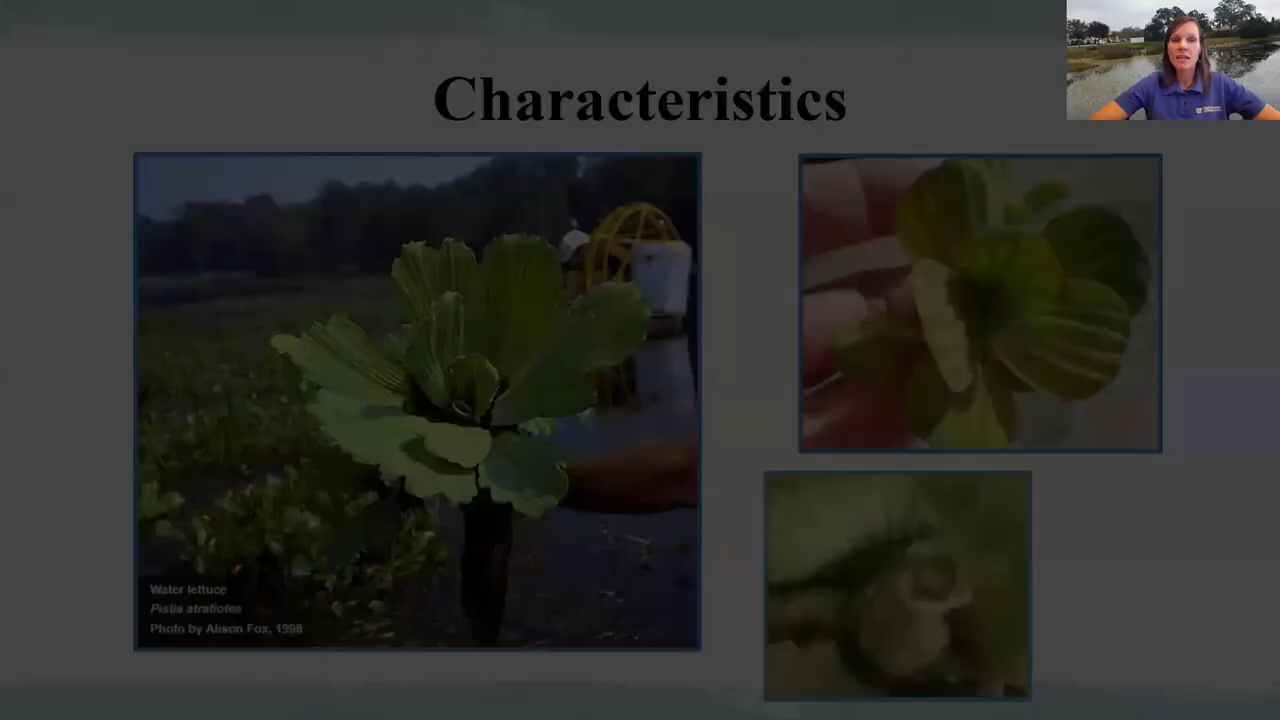 Characteristics
Water lettuce
Pistia stratiotes
Photo by Alison Fox, 1998